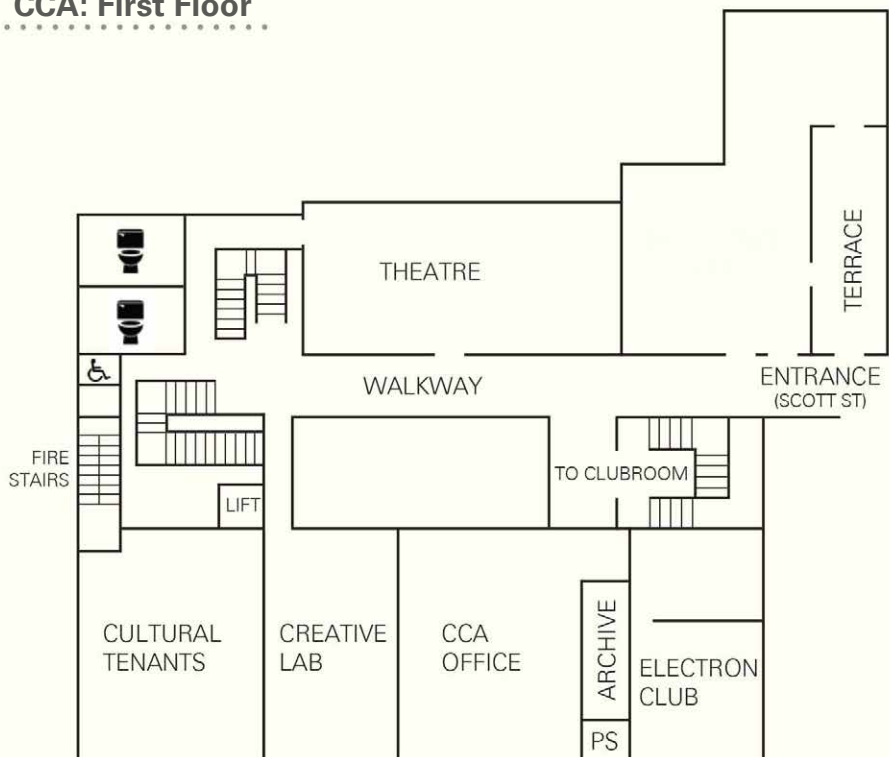 CCA: First Floor
THEATRE
TERRACE
WALKWAY
ENTRANCE
(SCOTT ST)
FIRE
STAIRS
TO CLUBROOM
LIFT
CULTURAL
TENANTS
CREATIVE
LAB
CCA
OFFICE
ARCHIVE
ELECTRON
CLUB
PS